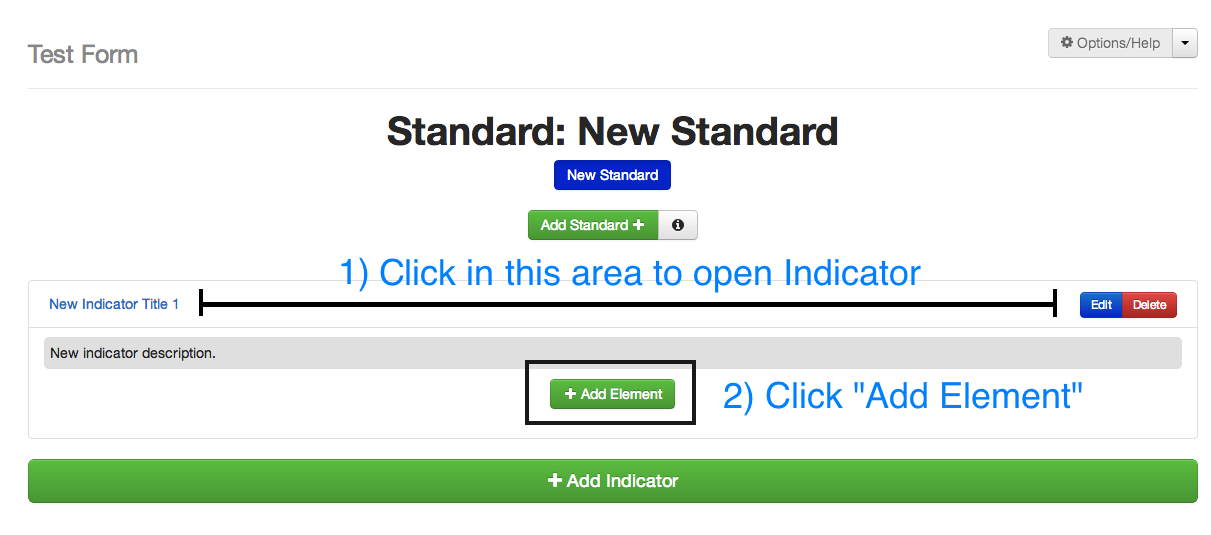 Test Form
Options/Help
Standard: New Standard
New Standard
Add Standard +
1) Click in this area to open Indicator
New Indicator Title 1
Edit
Delete
New indicator description.
+ Add Element
2) Click "Add Element"
+ Add Indicator